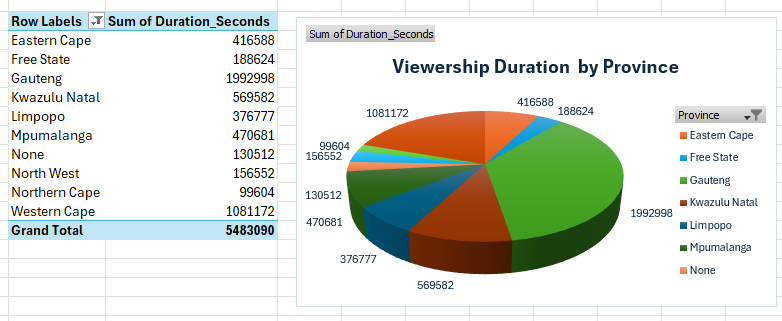 Row Labels Sum of Duration_Seconds
Eastern Cape 416588
Free State 188624
Gauteng 1992998
Kwazulu Natal 569582
Limpopo 376777
Mpumalanga 470681
None 130512
North West 156552
Northern Cape 99604
Western Cape 1081172
Grand Total 5483090
Sum of Duration_Seconds
Viewership Duration by Province
416588
188624
1992998
569582
376777
470681
130512
156552
99604
1081172
Province
Eastern Cape
Free State
Gauteng
Kwazulu Natal
Limpopo
Mpumalanga
None